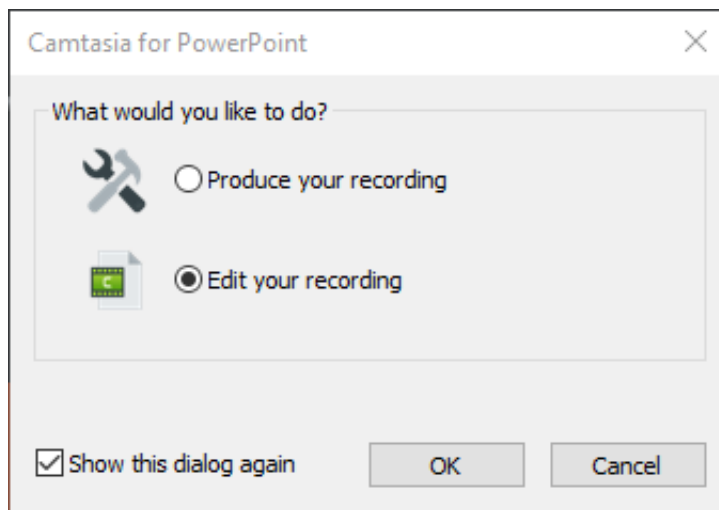 Camtasia for PowerPoint
What would you like to do?
Produce your recording
C
Edit your recording
Show this dialog again
OK
Cancel